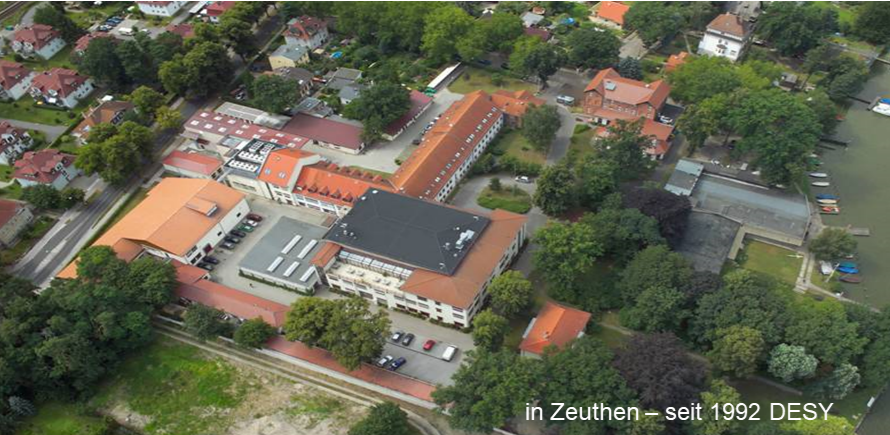 in Zeuthen – seit 1992 DESY